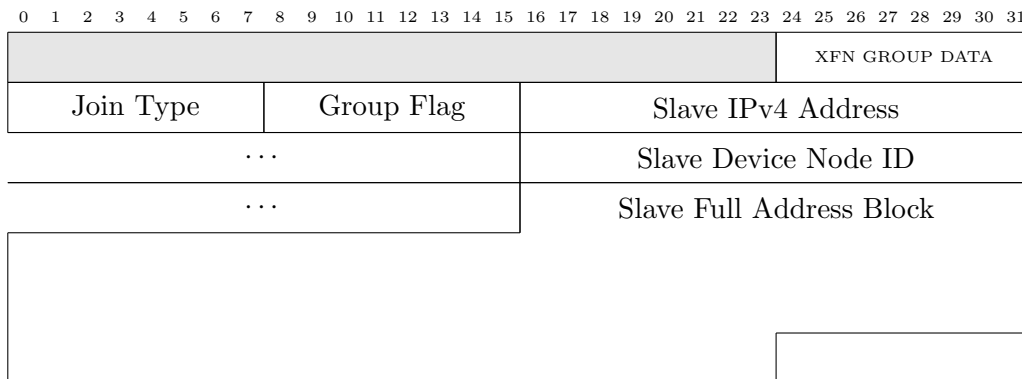 0 1 2 3 4 5 6 7 8 9 10 11 12 13 14 15 16 17 18 19 20 21 22 23 24 25 26 27 28 29 30 31
XFN GROUP DATA
Join Type Group Flag Slave IPv4 Address
··· Slave Device Node ID
··· Slave Full Address Block